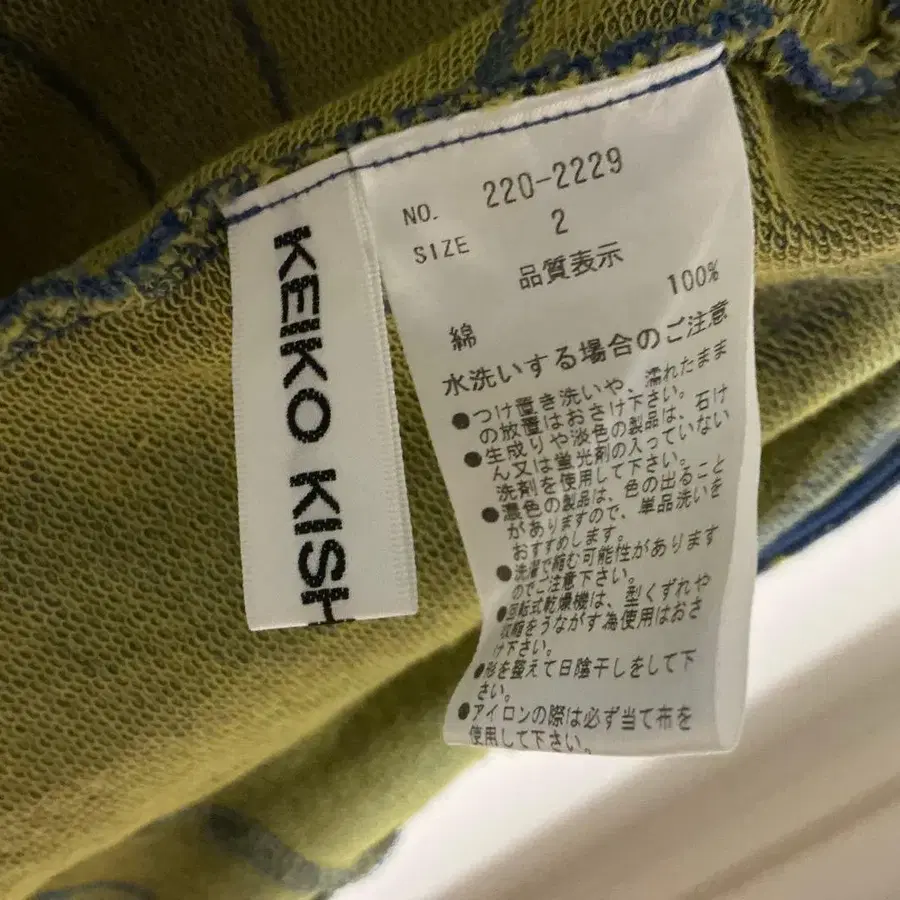 KEIKO KISH
NO. 220-2229
SIZE 2
品質表示
綿 100%
水洗いする場合のご注意
●つけ置き洗いや、濡れたまま
の放置はおさけ下さい。
●生成りや淡色の製品は、石け
ん又は蛍光剤の入っていない
洗剤を使用して下さい。
●濃色の製品は、色の出ること
がありますので、単品洗いを
おすすめします。
●洗濯で縮む可能性があります
のでご注意下さい。
●回転式乾燥機は、型くずれや
収縮をうながす為使用はおさ
け下さい。
●形を整えて日陰干しをして下
さい。
●アイロンの際は必ず当て布を
使用して下さい。